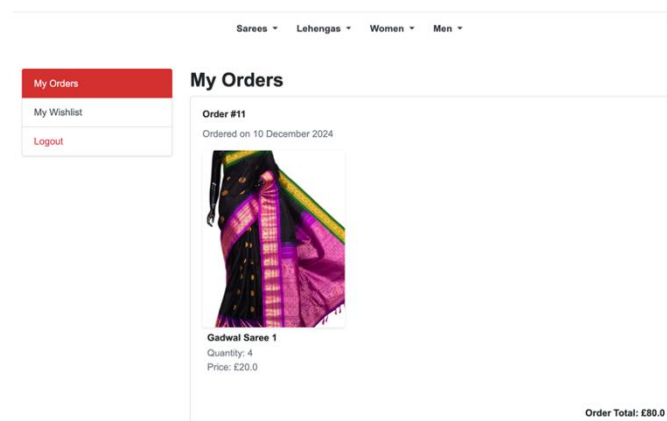 Sarees Lehengas Women Men
My Orders
My Wishlist
Logout
My Orders
Order #11
Ordered on 10 December 2024
Gadwal Saree 1
Quantity: 4
Price: £20.0
Order Total: £80.0